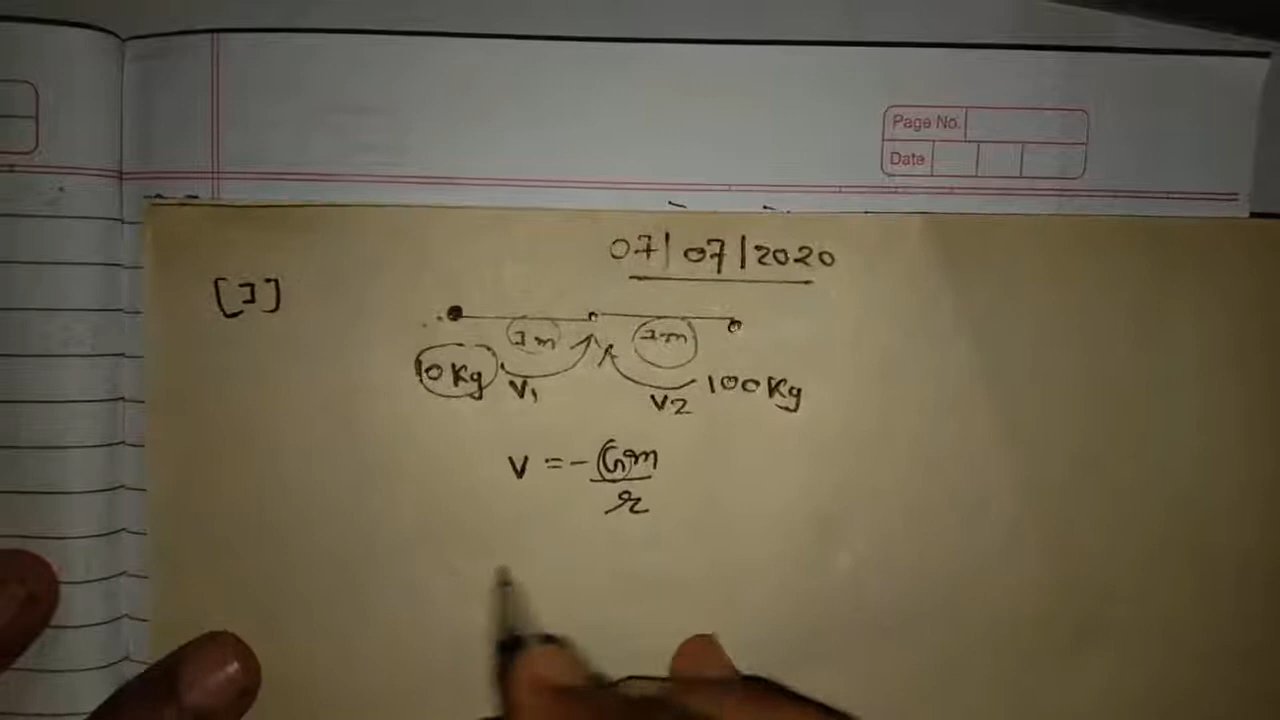 Page No.
Date
07/07/2020
[1]
1m 1m
10 Kg V1 V2 100 Kg
V = - Gm
r